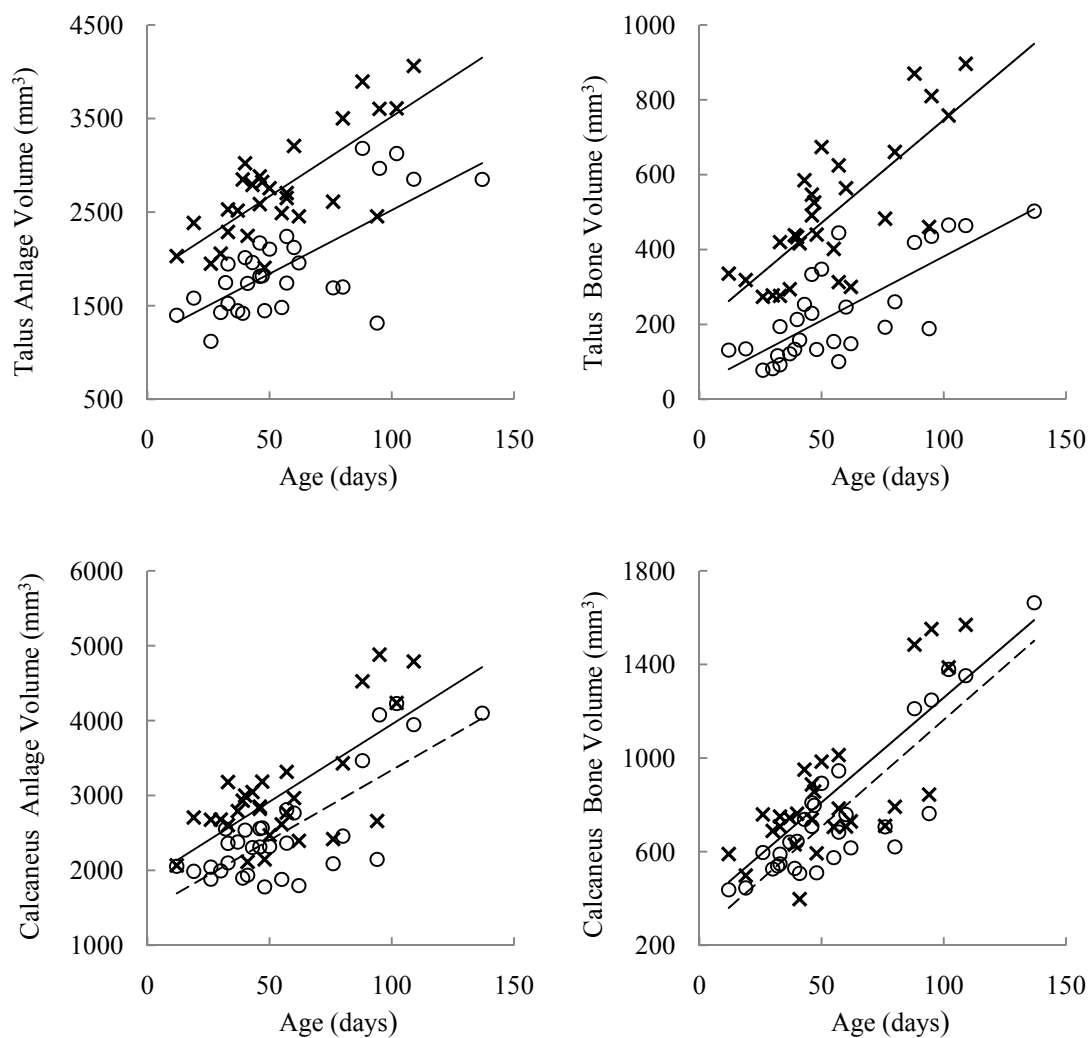 Talus Anlage Volume (mm³)
4500
3500
2500
1500
500
0 50 100 150
Age (days)
Talus Bone Volume (mm³)
1000
800
600
400
200
0
0 50 100 150
Age (days)
Calcaneus Anlage Volume (mm³)
6000
5000
4000
3000
2000
1000
0 50 100 150
Age (days)
Calcaneus Bone Volume (mm³)
1800
1400
1000
600
200
0 50 100 150
Age (days)